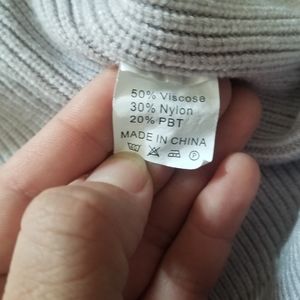 50% Viscose
30% Nylon
20% PBT
MADE IN CHINA